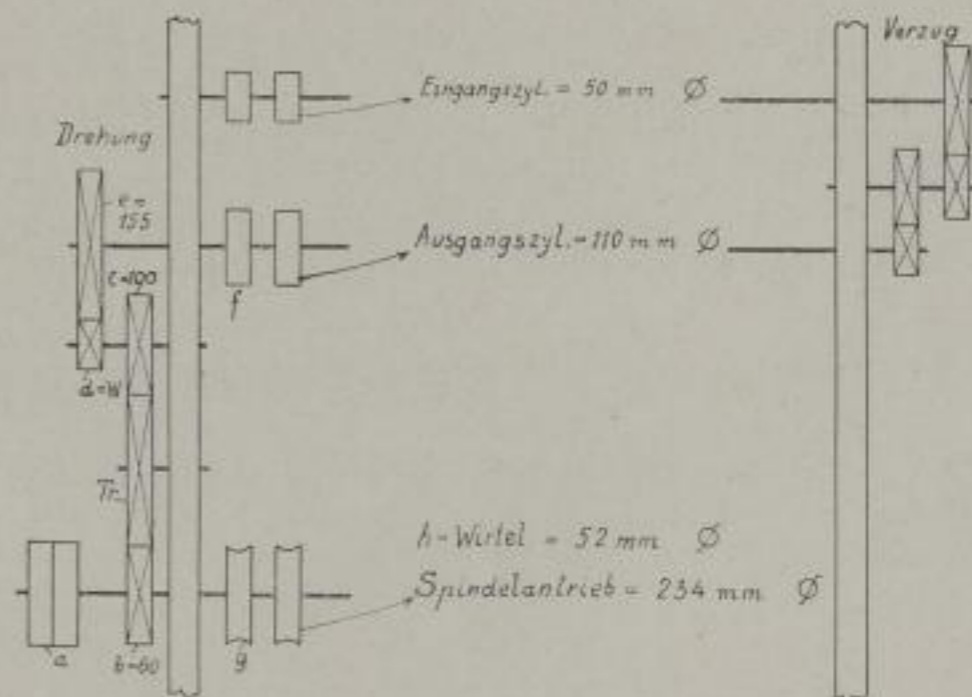 Verzug
Eingangszyl. = 50 mm Ø
Drehung
e =
155
Ausgangszyl. = 110 mm Ø
c=100
f
d=W
Tr.
h-Wirtel = 52 mm Ø
Spindelantrieb = 234 mm Ø
a
b=60
g